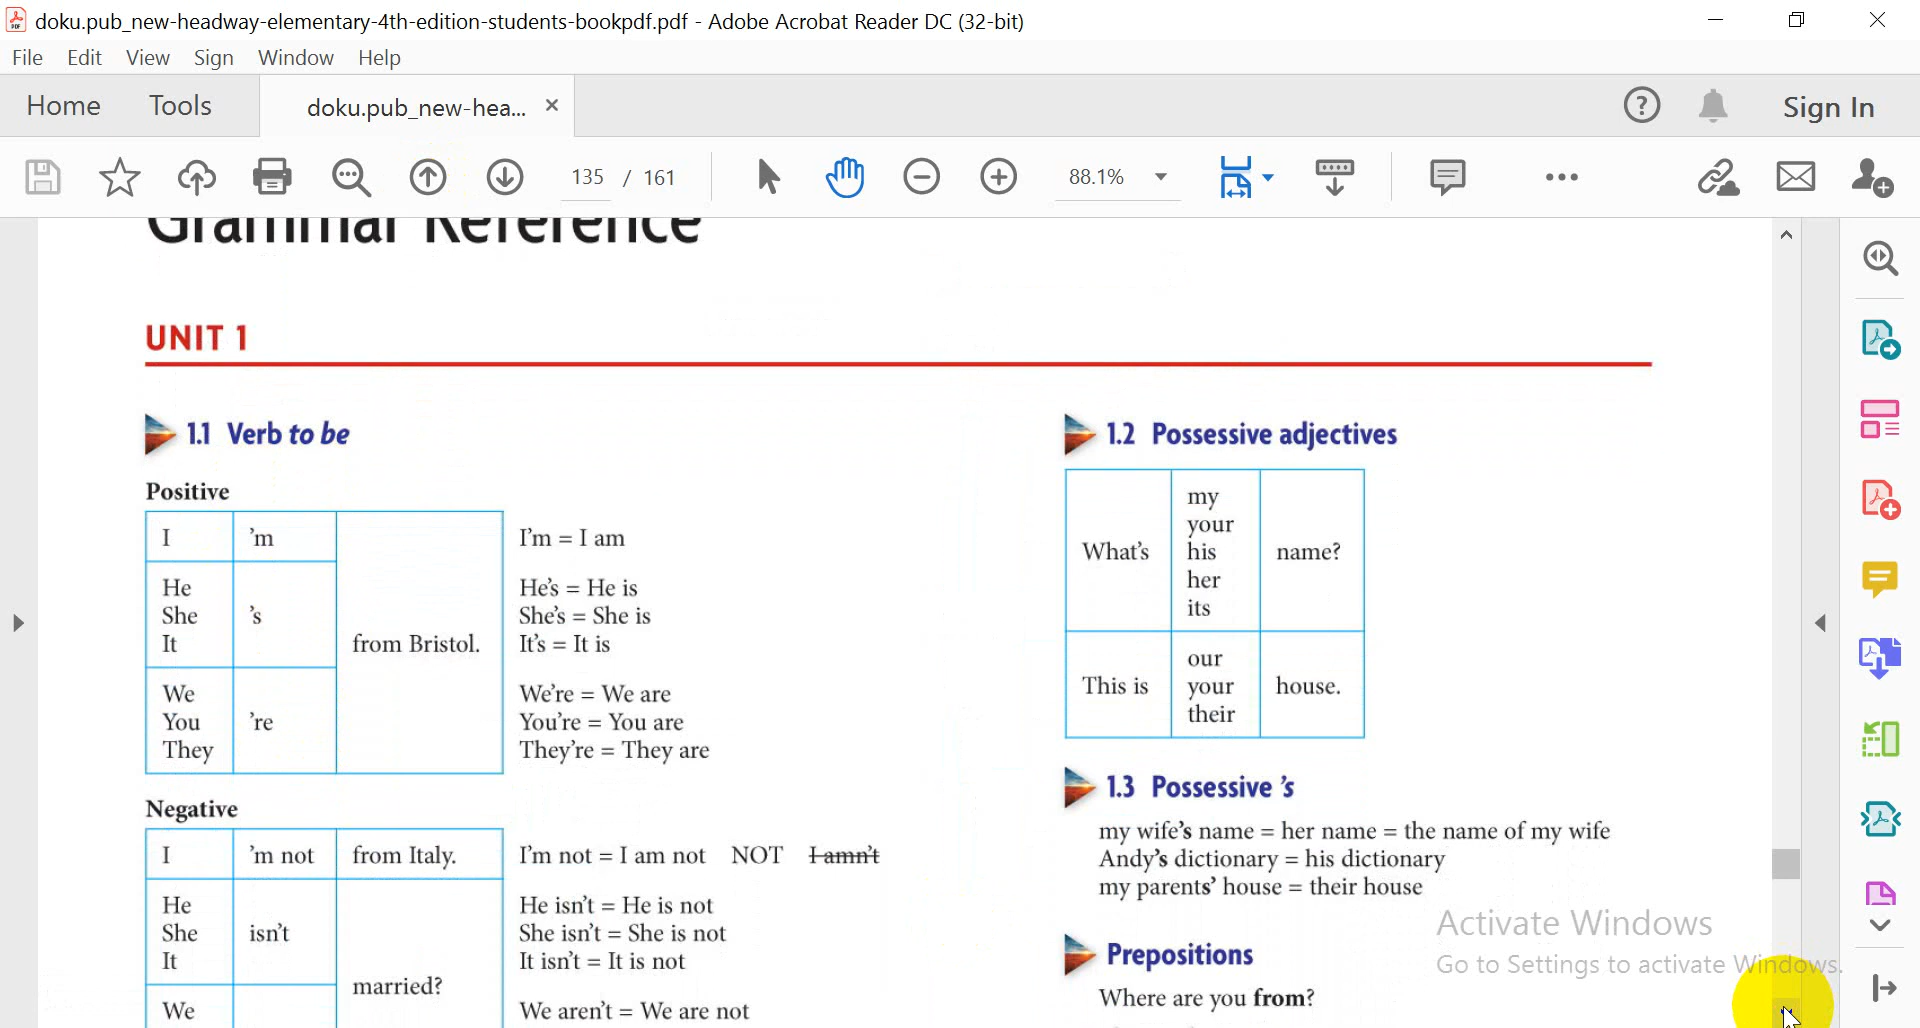 doku.pub_new-headway-elementary-4th-edition-students-bookpdf.pdf - Adobe Acrobat Reader DC (32-bit)
File Edit View Sign Window Help
Home Tools doku.pub_new-hea... × Sign In
135 / 161 88.1%
Grammar Reference
UNIT 1
1.1 Verb to be
Positive
I 'm I'm = I am
He He's = He is
She 's She's = She is
It from Bristol. It's = It is
We We're = We are
You 're You're = You are
They They're = They are
Negative
I 'm not from Italy. I'm not = I am not NOT I amn't
He He isn't = He is not
She isn't She isn't = She is not
It It isn't = It is not
married?
We We aren't = We are not
1.2 Possessive adjectives
my
your
What's his name?
her
its
our
This is your house.
their
1.3 Possessive 's
my wife's name = her name = the name of my wife
Andy's dictionary = his dictionary
my parents' house = their house
Prepositions
Where are you from?
Activate Windows
Go to Settings to activate Windows.